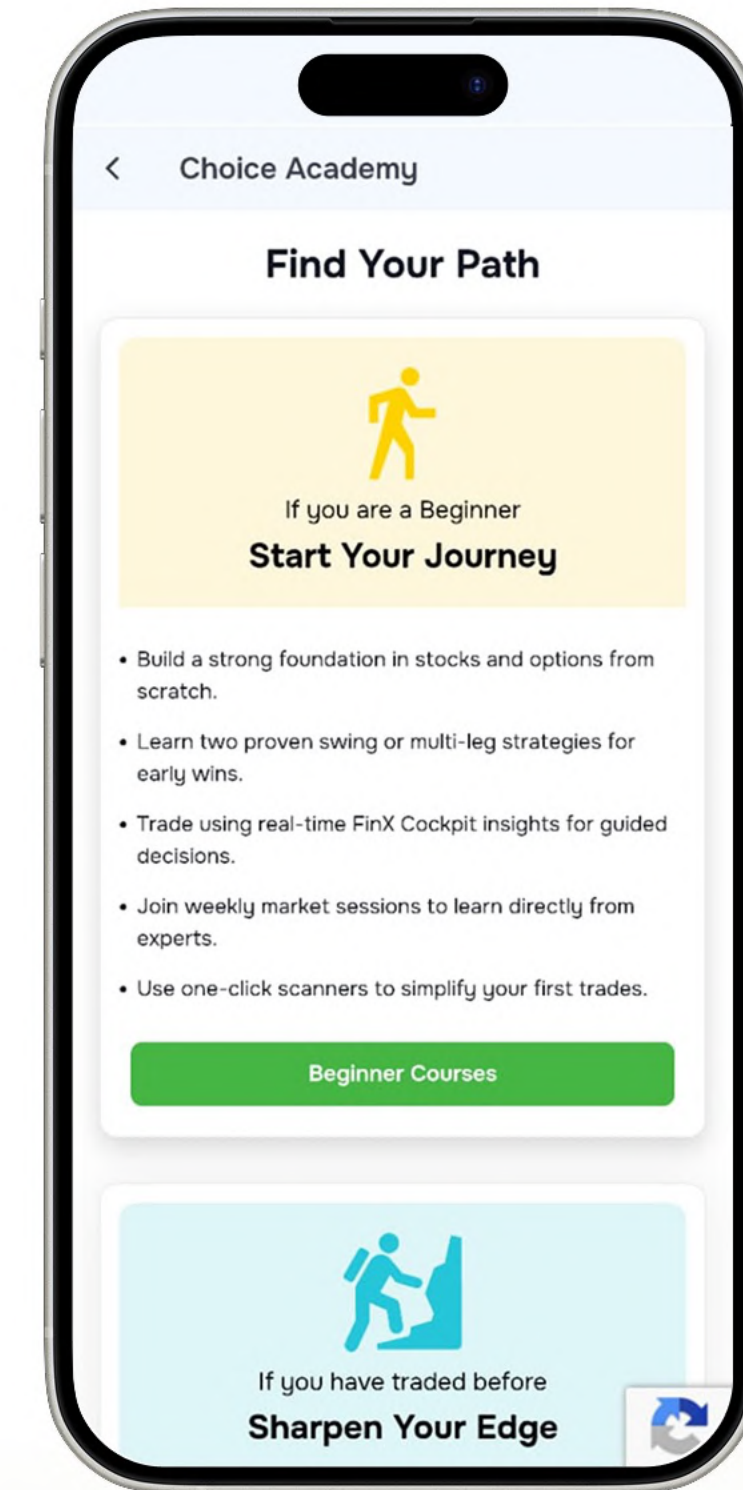 Choice Academy
Find Your Path
If you are a Beginner
Start Your Journey
• Build a strong foundation in stocks and options from
scratch.
• Learn two proven swing or multi-leg strategies for
early wins.
• Trade using real-time FinX Cockpit insights for guided
decisions.
• Join weekly market sessions to learn directly from
experts.
• Use one-click scanners to simplify your first trades.
Beginner Courses
If you have traded before
Sharpen Your Edge